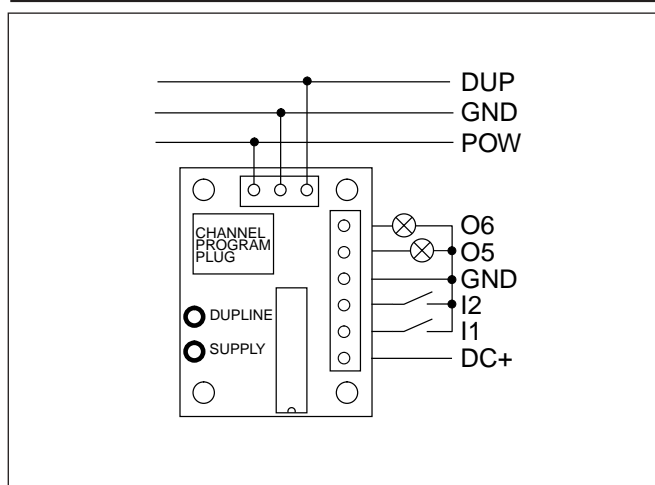 DUP
GND
POW
CHANNEL
PROGRAM
PLUG
DUPLINE
SUPPLY
O6
O5
GND
I2
I1
DC+